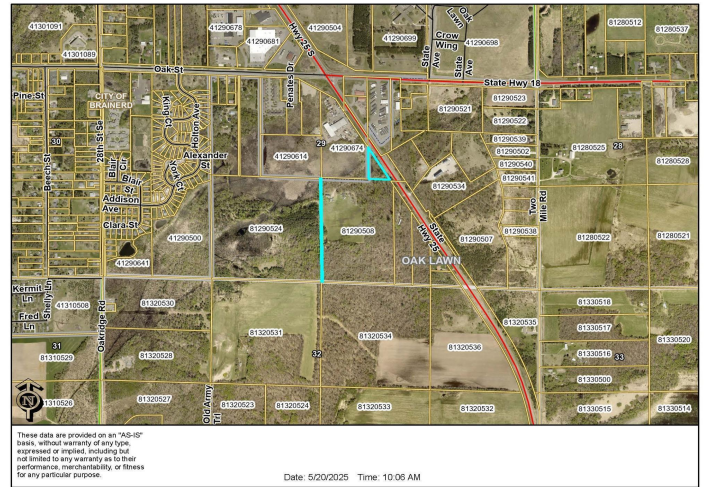 41301091
41301089
41290678
41290681
41290504
Hwy 25 S
41290699
State Ave
Oak Lawn
Crow Wing
State Ave
41290698
81280512
81280537
Oak St
State Hwy 18
Pine St
CITY OF
BRAINERD
Penates Dr
81290521
81290523
81290522
King Ct
Halton Ave
30
28th St Se
29
28
81290539
81290502
81290540
81290541
81280525
81280528
Beech St
Blair Cir
Blair St
York Ct
Alexander St
41290614
41290674
81290534
Addison
Ave
Clara St
Two Mile Rd
41290500
81290524
81290508
State Hwy 25
81290507
81290538
81280522
81280521
OAK LAWN
41290641
Kermit
Ln
Shelly Ln
41310508
Fred
Ln
Oakridge Rd
81320530
81330518
81320535
81330517
81330520
31
81310529
81320528
81320531
32
81320534
81320536
81330516
33
81330500
N
81310526
81320527
Old Army Trl
81320523
81320524
81320533
81320532
81330515
81330514
These data are provided on an "AS-IS"
basis, without warranty of any type,
expressed or implied, including but
not limited to any warranty as to their
performance, merchantability, or fitness
for any particular purpose.
Date: 5/20/2025 Time: 10:06 AM